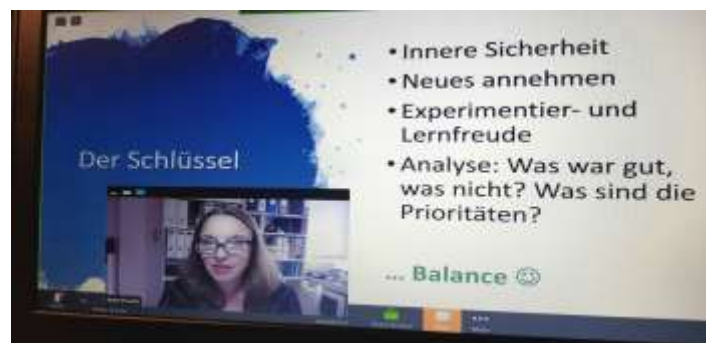 Der Schlüssel
• Innere Sicherheit
• Neues annehmen
• Experimentier- und
Lernfreude
• Analyse: Was war gut,
was nicht? Was sind die
Prioritäten?
... Balance ☺